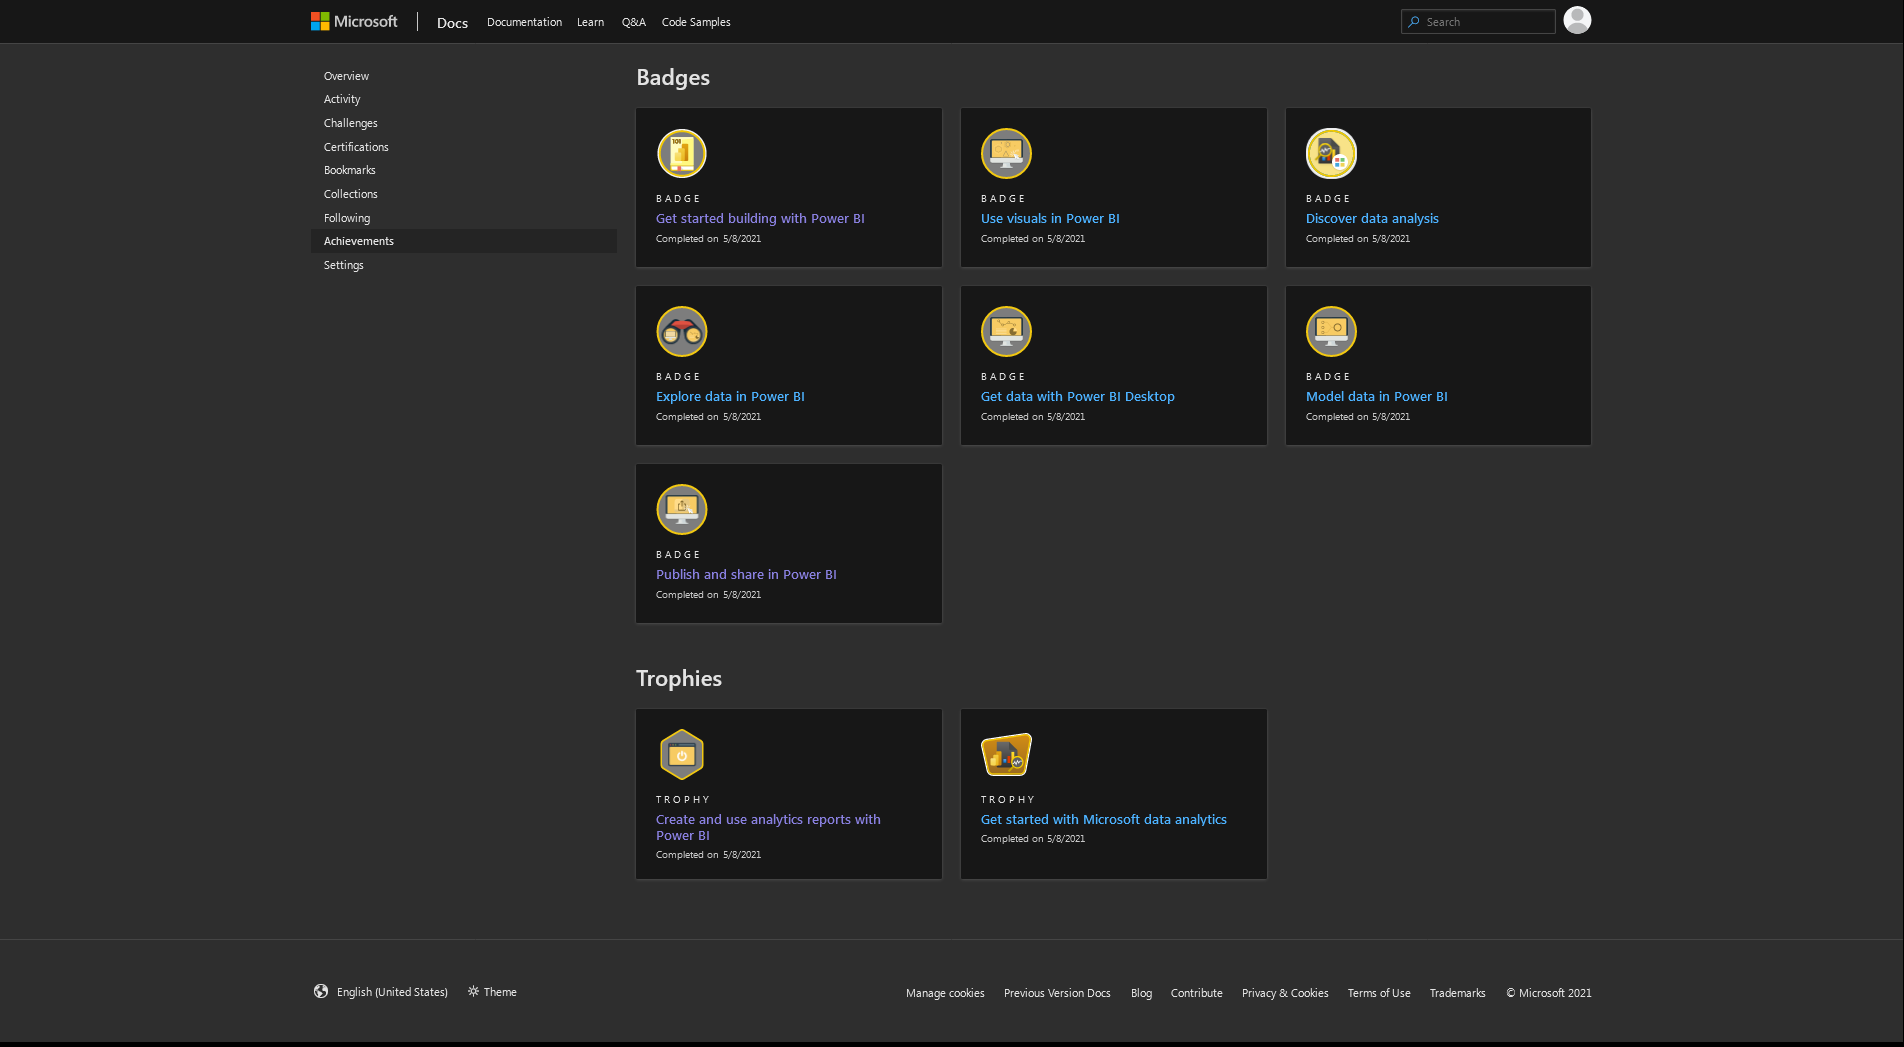 Microsoft
Docs
Documentation
Learn
Q&A
Code Samples
Search
Overview
Activity
Challenges
Certifications
Bookmarks
Collections
Following
Achievements
Settings
Badges
BADGE
Get started building with Power BI
Completed on 5/8/2021
BADGE
Use visuals in Power BI
Completed on 5/8/2021
BADGE
Discover data analysis
Completed on 5/8/2021
BADGE
Explore data in Power BI
Completed on 5/8/2021
BADGE
Get data with Power BI Desktop
Completed on 5/8/2021
BADGE
Model data in Power BI
Completed on 5/8/2021
BADGE
Publish and share in Power BI
Completed on 5/8/2021
Trophies
TROPHY
Create and use analytics reports with
Power BI
Completed on 5/8/2021
TROPHY
Get started with Microsoft data analytics
Completed on 5/8/2021
English (United States)
Theme
Manage cookies
Previous Version Docs
Blog
Contribute
Privacy & Cookies
Terms of Use
Trademarks
© Microsoft 2021